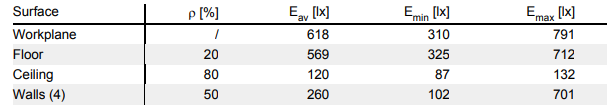 Surface ρ [%] Eav [lx] Emin [lx] Emax [lx]
Workplane / 618 310 791
Floor 20 569 325 712
Ceiling 80 120 87 132
Walls (4) 50 260 102 701